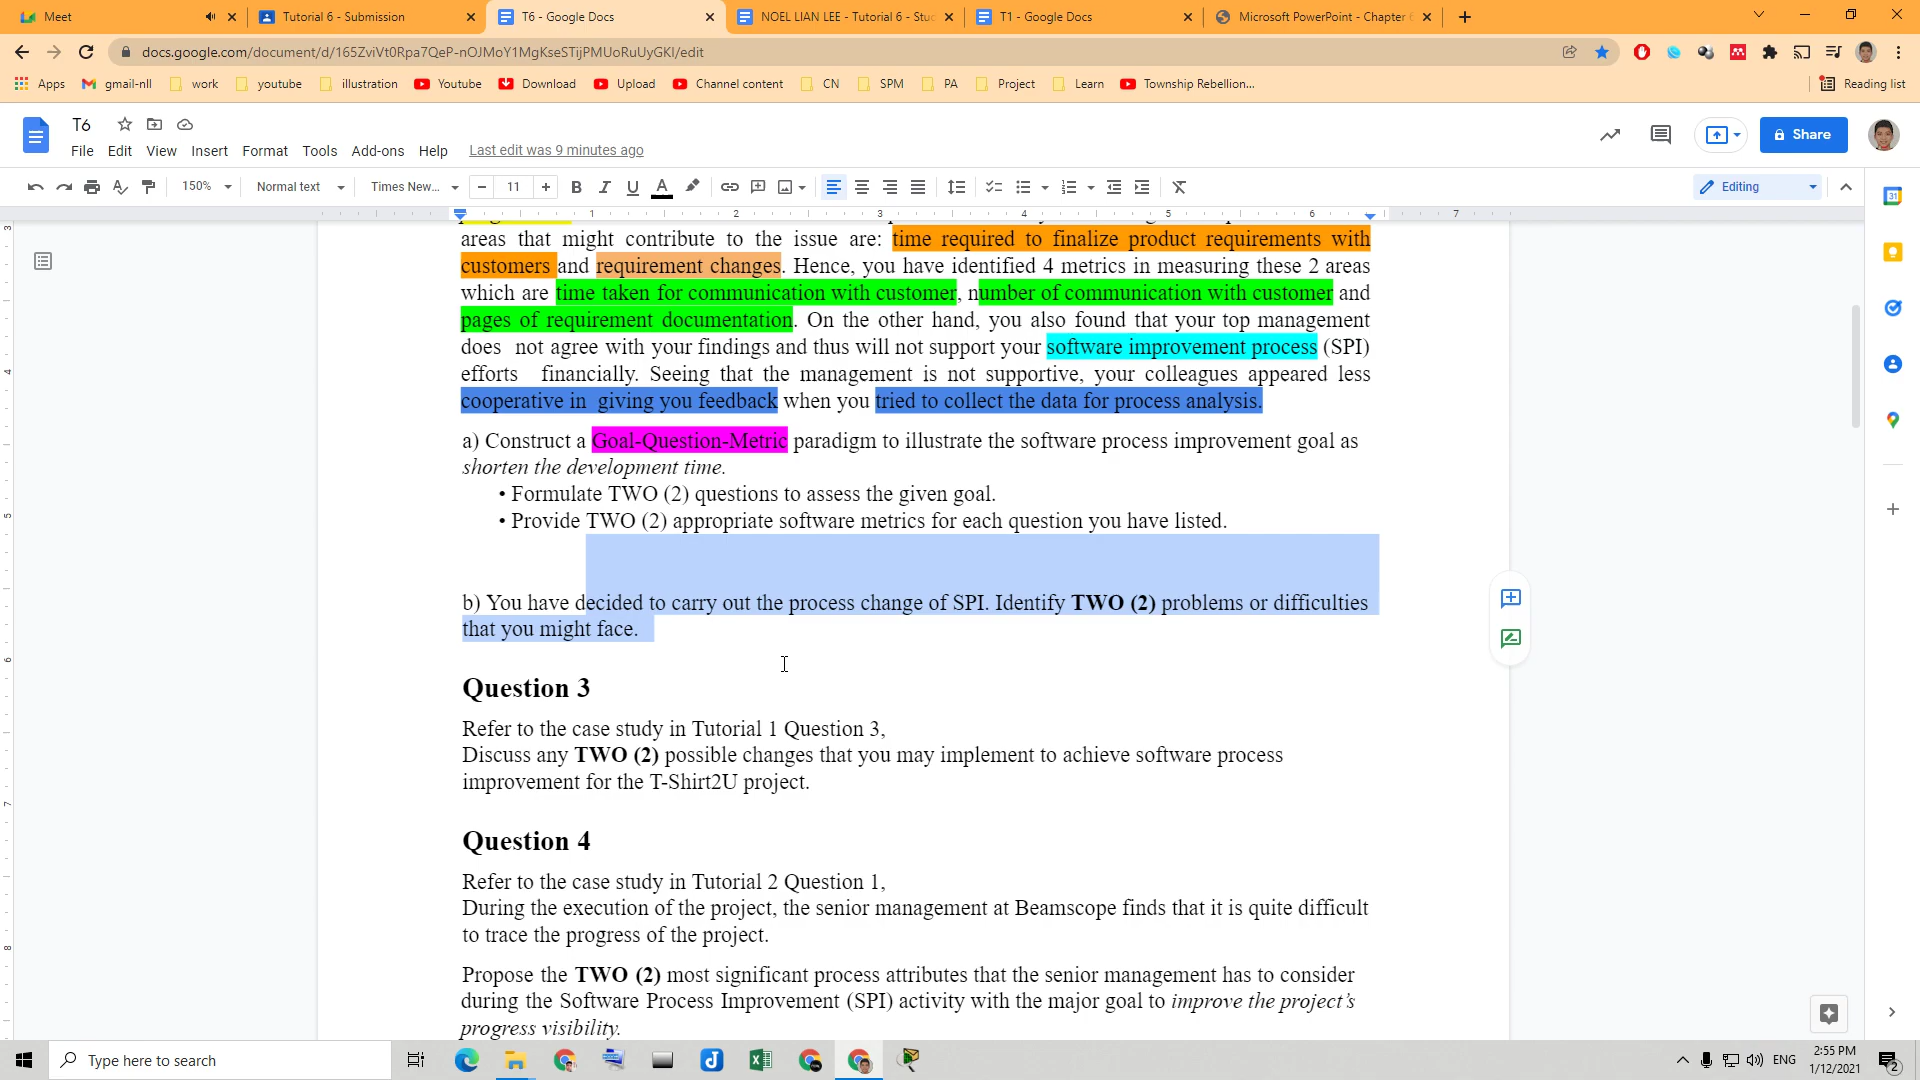 Meet
Tutorial 6 - Submission
T6 - Google Docs
NOEL LIAN LEE - Tutorial 6 - Stud
T1 - Google Docs
Microsoft PowerPoint - Chapter 6
docs.google.com/document/d/165ZviVt0Rpa7QeP-nOJMoY1MgKseSTijPMUoRuUyGKI/edit
Apps
gmail-nll
work
youtube
illustration
Youtube
Download
Upload
Channel content
CN
SPM
PA
Project
Learn
Township Rebellion...
Reading list
T6
File Edit View Insert Format Tools Add-ons Help Last edit was 9 minutes ago
Share
150% Normal text Times New... 11 Editing
areas that might contribute to the issue are: time required to finalize product requirements with
customers and requirement changes. Hence, you have identified 4 metrics in measuring these 2 areas
which are time taken for communication with customer, number of communication with customer and
pages of requirement documentation. On the other hand, you also found that your top management
does not agree with your findings and thus will not support your software improvement process (SPI)
efforts financially. Seeing that the management is not supportive, your colleagues appeared less
cooperative in giving you feedback when you tried to collect the data for process analysis.
a) Construct a Goal-Question-Metric paradigm to illustrate the software process improvement goal as
shorten the development time.
• Formulate TWO (2) questions to assess the given goal.
• Provide TWO (2) appropriate software metrics for each question you have listed.
b) You have decided to carry out the process change of SPI. Identify TWO (2) problems or difficulties
that you might face.
Question 3
Refer to the case study in Tutorial 1 Question 3,
Discuss any TWO (2) possible changes that you may implement to achieve software process
improvement for the T-Shirt2U project.
Question 4
Refer to the case study in Tutorial 2 Question 1,
During the execution of the project, the senior management at Beamscope finds that it is quite difficult
to trace the progress of the project.
Propose the TWO (2) most significant process attributes that the senior management has to consider
during the Software Process Improvement (SPI) activity with the major goal to improve the project's
progress visibility.
Type here to search
ENG
2:55 PM
1/12/2021